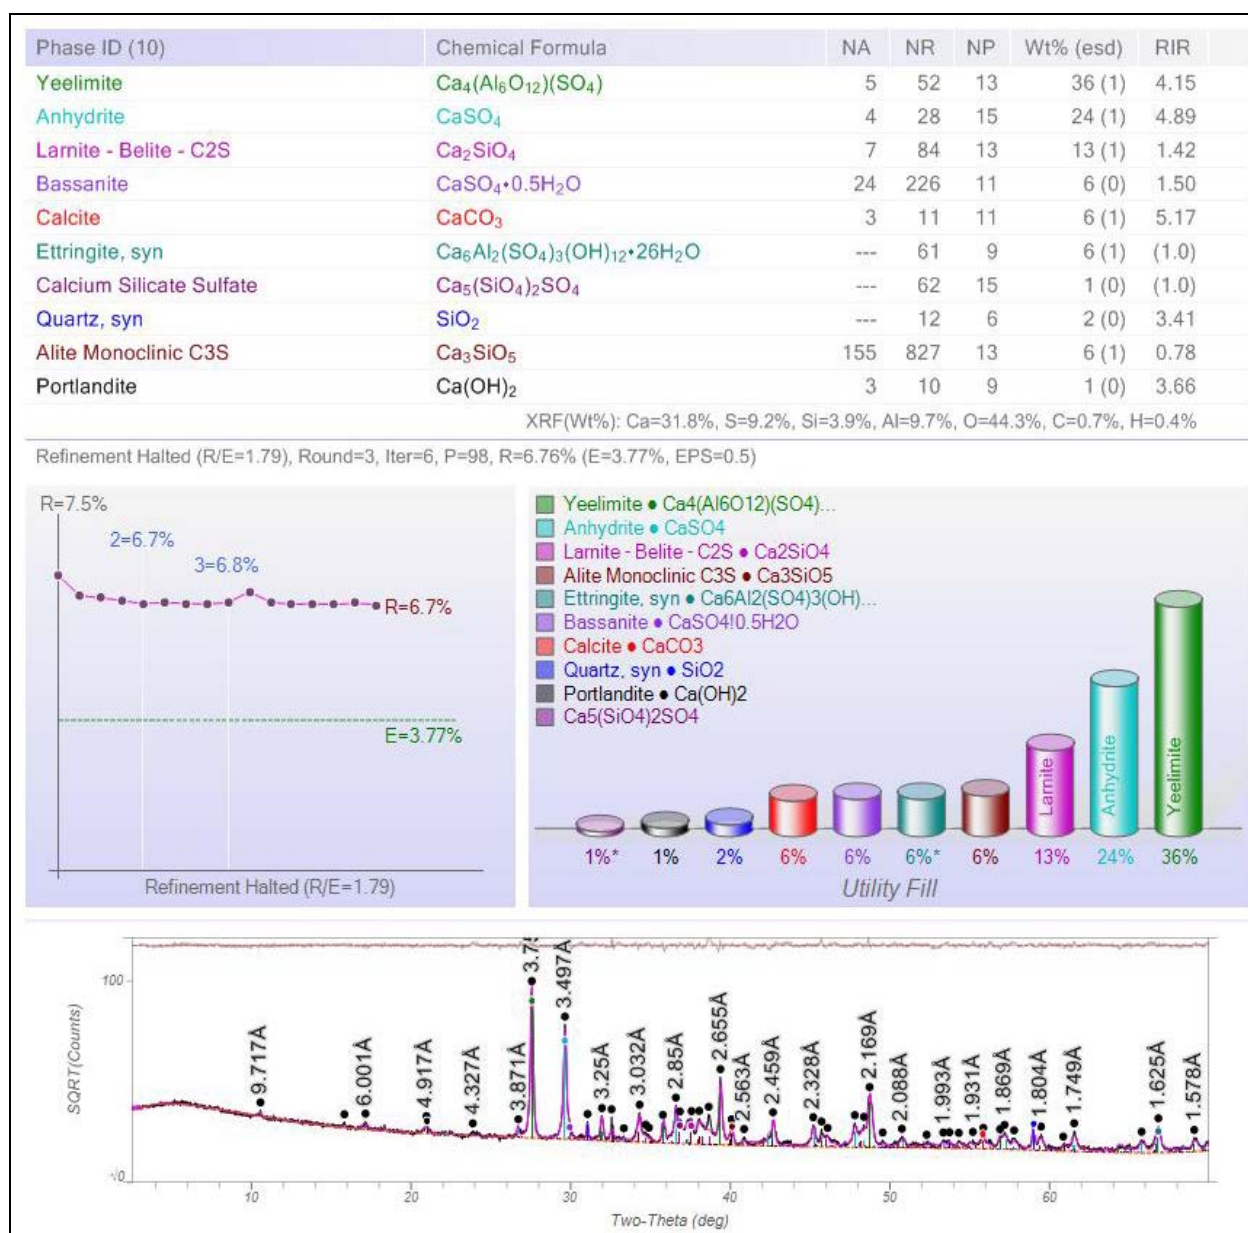 Phase ID (10) Chemical Formula NA NR NP Wt% (esd) RIR
Yeelimite Ca₄(Al₆O₁₂)(SO₄) 5 52 13 36 (1) 4.15
Anhydrite CaSO₄ 4 28 15 24 (1) 4.89
Larnite - Belite - C2S Ca₂SiO₄ 7 84 13 13 (1) 1.42
Bassanite CaSO₄•0.5H₂O 24 226 11 6 (0) 1.50
Calcite CaCO₃ 3 11 11 6 (1) 5.17
Ettringite, syn Ca₆Al₂(SO₄)₃(OH)₁₂•26H₂O --- 61 9 6 (1) (1.0)
Calcium Silicate Sulfate Ca₅(SiO₄)₂SO₄ --- 62 15 1 (0) (1.0)
Quartz, syn SiO₂ --- 12 6 2 (0) 3.41
Alite Monoclinic C3S Ca₃SiO₅ 155 827 13 6 (1) 0.78
Portlandite Ca(OH)₂ 3 10 9 1 (0) 3.66
XRF(Wt%): Ca=31.8%, S=9.2%, Si=3.9%, Al=9.7%, O=44.3%, C=0.7%, H=0.4%
Refinement Halted (R/E=1.79), Round=3, Iter=6, P=98, R=6.76% (E=3.77%, EPS=0.5)
R=7.5%
2=6.7%
3=6.8%
R=6.7%
E=3.77%
Refinement Halted (R/E=1.79)
Yeelimite ● Ca4(Al6O12)(SO4)...
Anhydrite ● CaSO4
Larnite - Belite - C2S ● Ca2SiO4
Alite Monoclinic C3S ● Ca3SiO5
Ettringite, syn ● Ca6Al2(SO4)3(OH)...
Bassanite ● CaSO4!0.5H2O
Calcite ● CaCO3
Quartz, syn ● SiO2
Portlandite ● Ca(OH)2
Ca5(SiO4)2SO4
Larnite Anhydrite Yeelimite
1%* 1% 2% 6% 6% 6%* 6% 13% 24% 36%
Utility Fill
SQRT(Counts)
100
-/0
9.717Å 6.001Å 4.917Å 4.327Å 3.871Å 3.75 3.497Å 3.25Å 3.032Å 2.85Å 2.655Å 2.563Å 2.459Å 2.328Å 2.169Å 2.088Å 1.993Å 1.931Å 1.869Å 1.804Å 1.749Å 1.625Å 1.578Å
10 20 30 40 50 60
Two-Theta (deg)